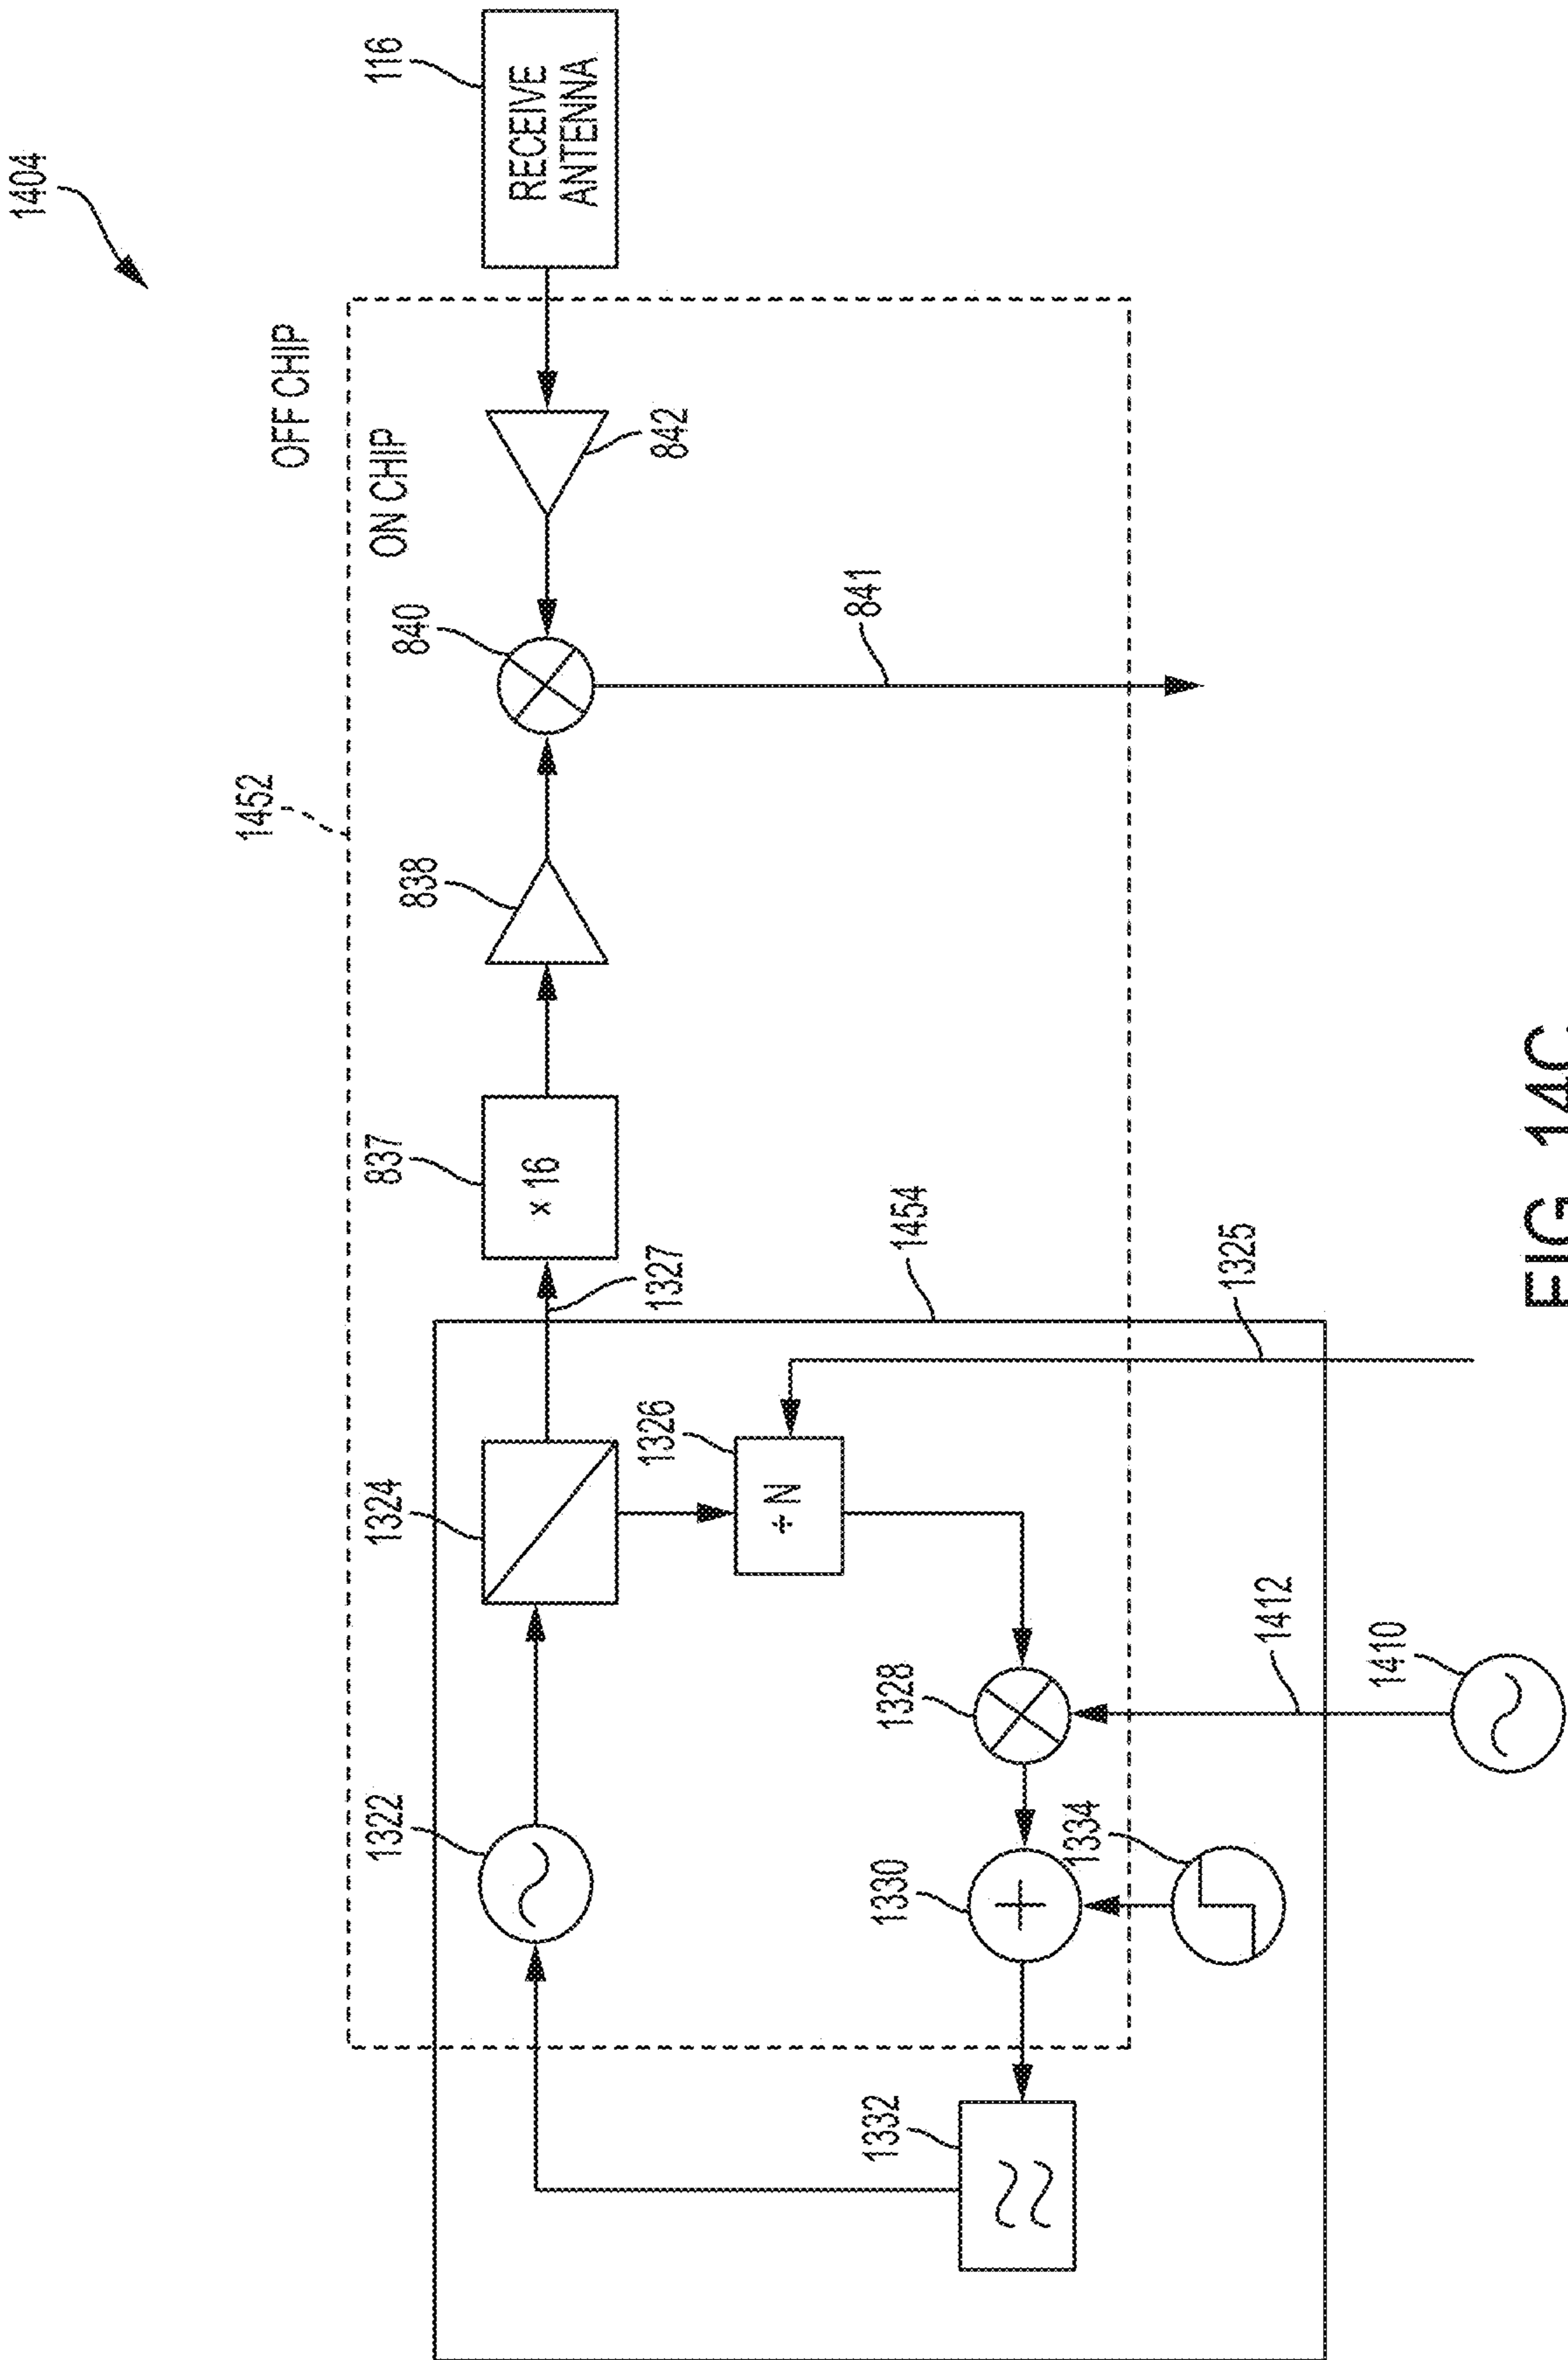 1404
116
RECEIVE
ANTENNA
OFF CHIP
ON CHIP
842
840
841
1452
838
837
x 16
1327
1454
1325
1324
1326
÷ N
1412
1410
1328
1322
1334
1330
1332
FIG. 14C